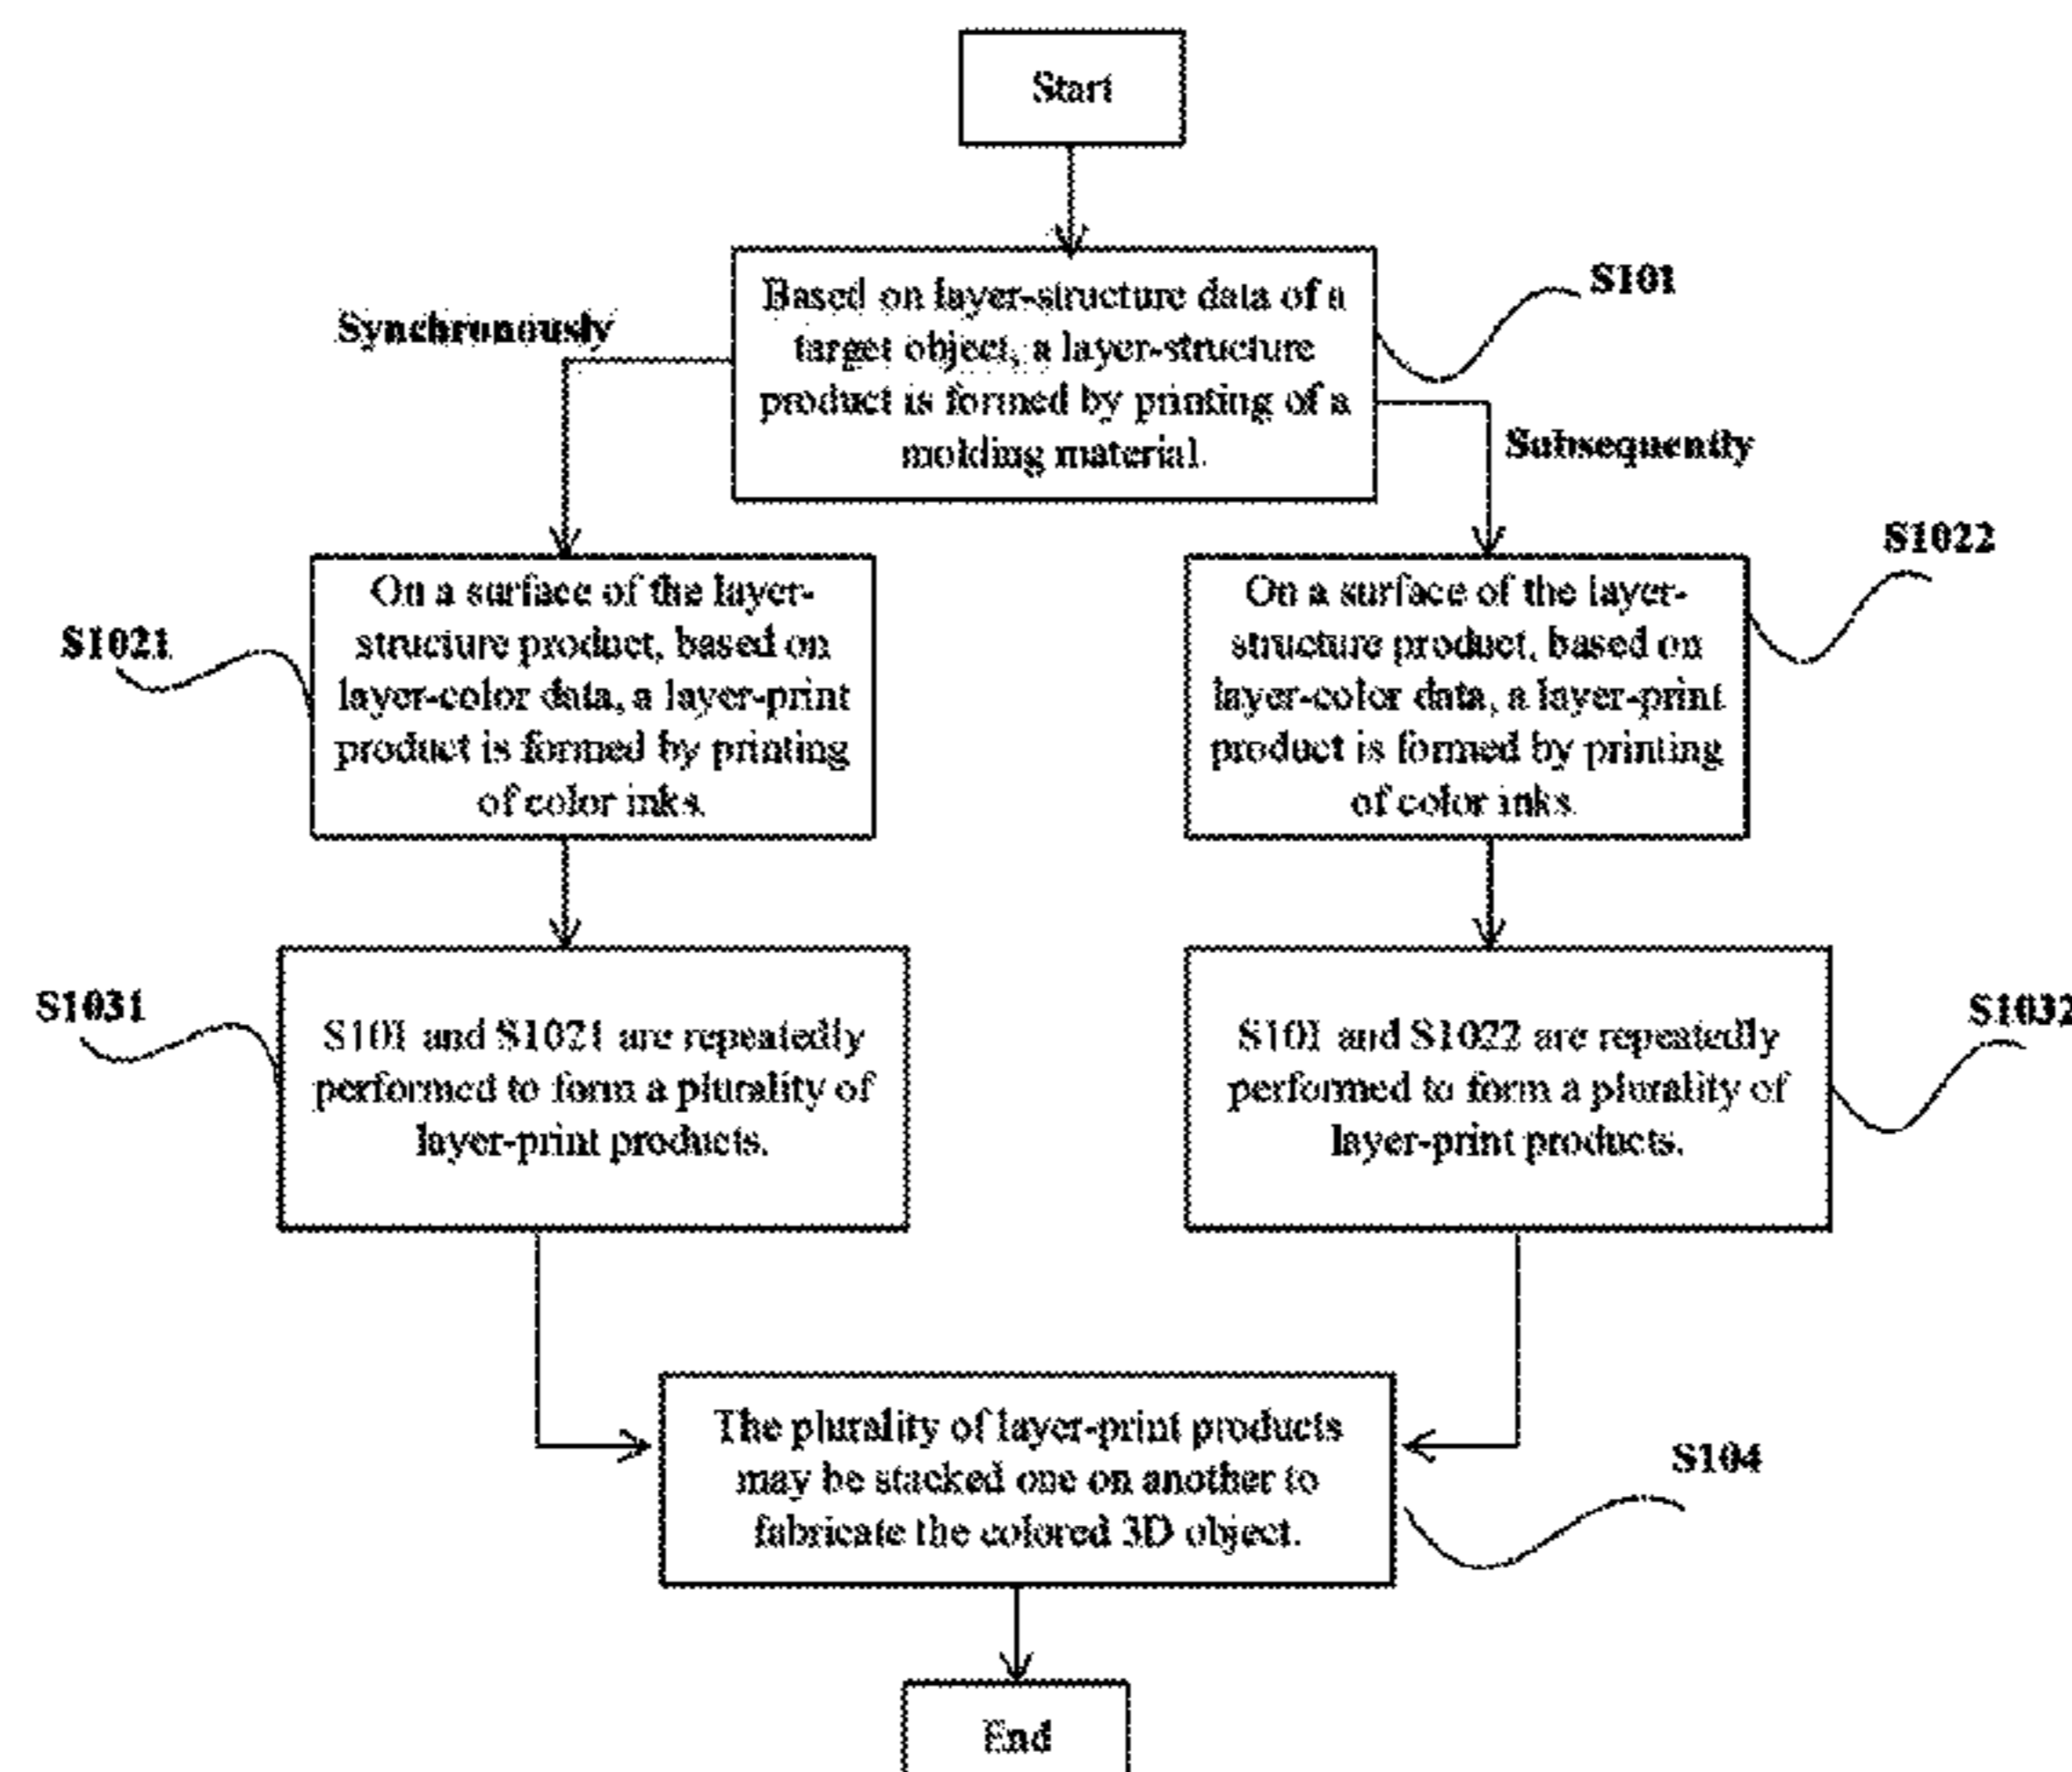 Start
Based on layer-structure data of a
target object, a layer-structure
product is formed by printing of a
molding material.
S101
Synchronously
Subsequently
On a surface of the layer-
structure product, based on
layer-color data, a layer-print
product is formed by printing
of color inks.
S1021
On a surface of the layer-
structure product, based on
layer-color data, a layer-print
product is formed by printing
of color inks.
S1022
S101 and S1021 are repeatedly
performed to form a plurality of
layer-print products.
S1031
S101 and S1022 are repeatedly
performed to form a plurality of
layer-print products.
S1032
The plurality of layer-print products
may be stacked one on another to
fabricate the colored 3D object.
S104
End